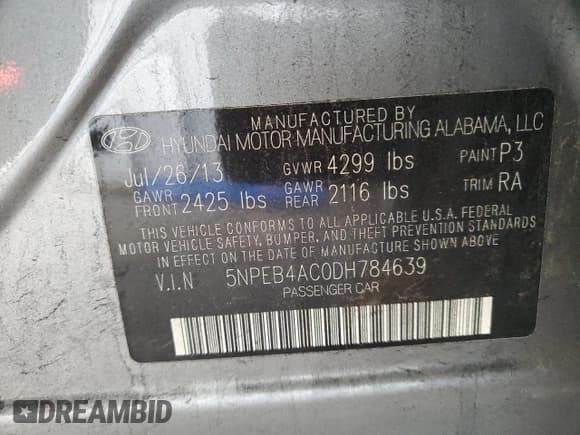 MANUFACTURED BY
HYUNDAI MOTOR MANUFACTURING ALABAMA, LLC
Jul/26/13 GVWR 4299 lbs PAINT P3
GAWR FRONT 2425 lbs GAWR REAR 2116 lbs TRIM RA
THIS VEHICLE CONFORMS TO ALL APPLICABLE U.S.A. FEDERAL
MOTOR VEHICLE SAFETY, BUMPER, AND THEFT PREVENTION STANDARDS
IN EFFECT ON THE DATE OF MANUFACTURE SHOWN ABOVE
V.I.N 5NPEB4AC0DH784639
PASSENGER CAR
DREAMBID